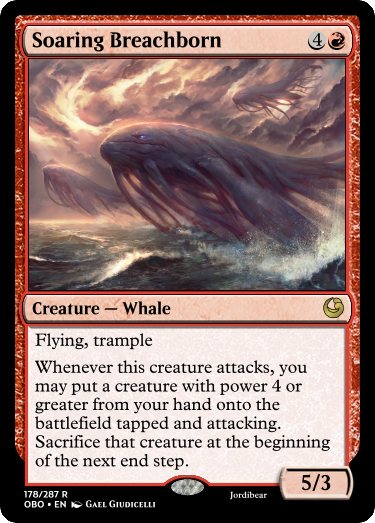 Soaring Breachborn 4
Creature — Whale
Flying, trample
Whenever this creature attacks, you
may put a creature with power 4 or
greater from your hand onto the
battlefield tapped and attacking.
Sacrifice that creature at the beginning
of the next end step.
5/3
178/287 R
OBO • EN Gael Giudicelli
Jordibear